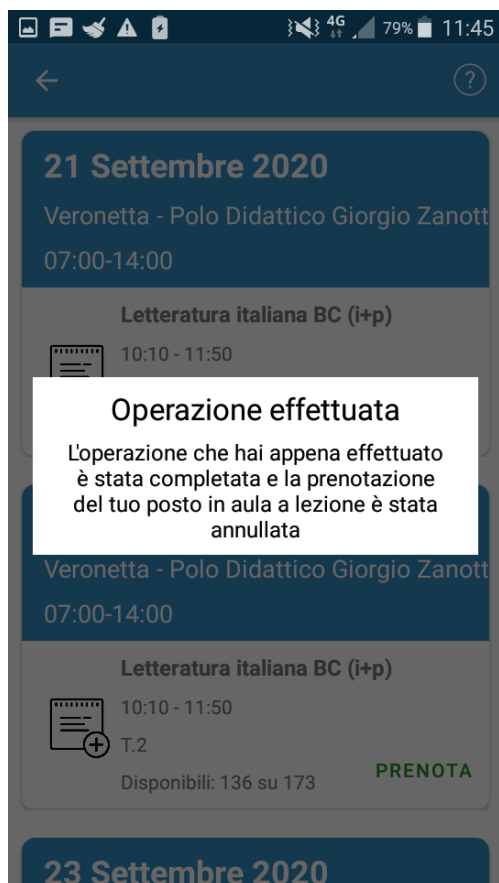 4G 79% 11:45
?
21 Settembre 2020
Veronetta - Polo Didattico Giorgio Zanott
07:00-14:00
Letteratura italiana BC (i+p)
10:10 - 11:50
Operazione effettuata
L'operazione che hai appena effettuato
è stata completata e la prenotazione
del tuo posto in aula a lezione è stata
annullata
Veronetta - Polo Didattico Giorgio Zanott
07:00-14:00
Letteratura italiana BC (i+p)
10:10 - 11:50
T.2
Disponibili: 136 su 173
PRENOTA
23 Settembre 2020